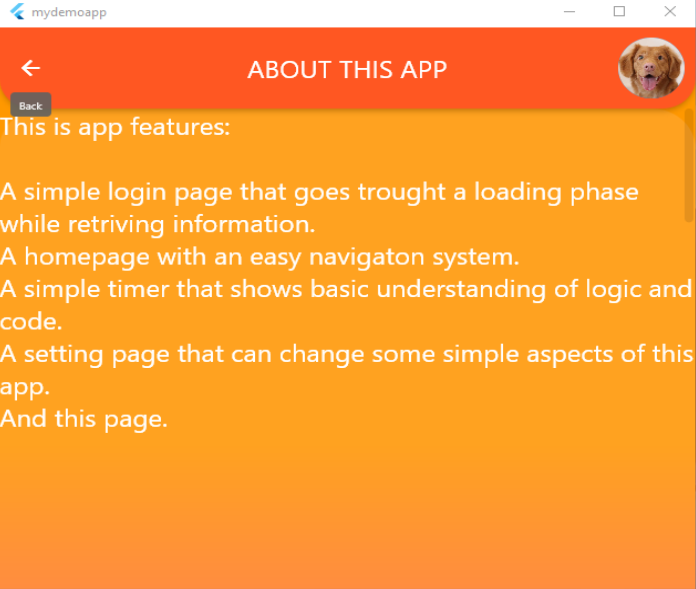 mydemoapp
ABOUT THIS APP
Back
This is app features:
A simple login page that goes trought a loading phase
while retriving information.
A homepage with an easy navigaton system.
A simple timer that shows basic understanding of logic and
code.
A setting page that can change some simple aspects of this
app.
And this page.